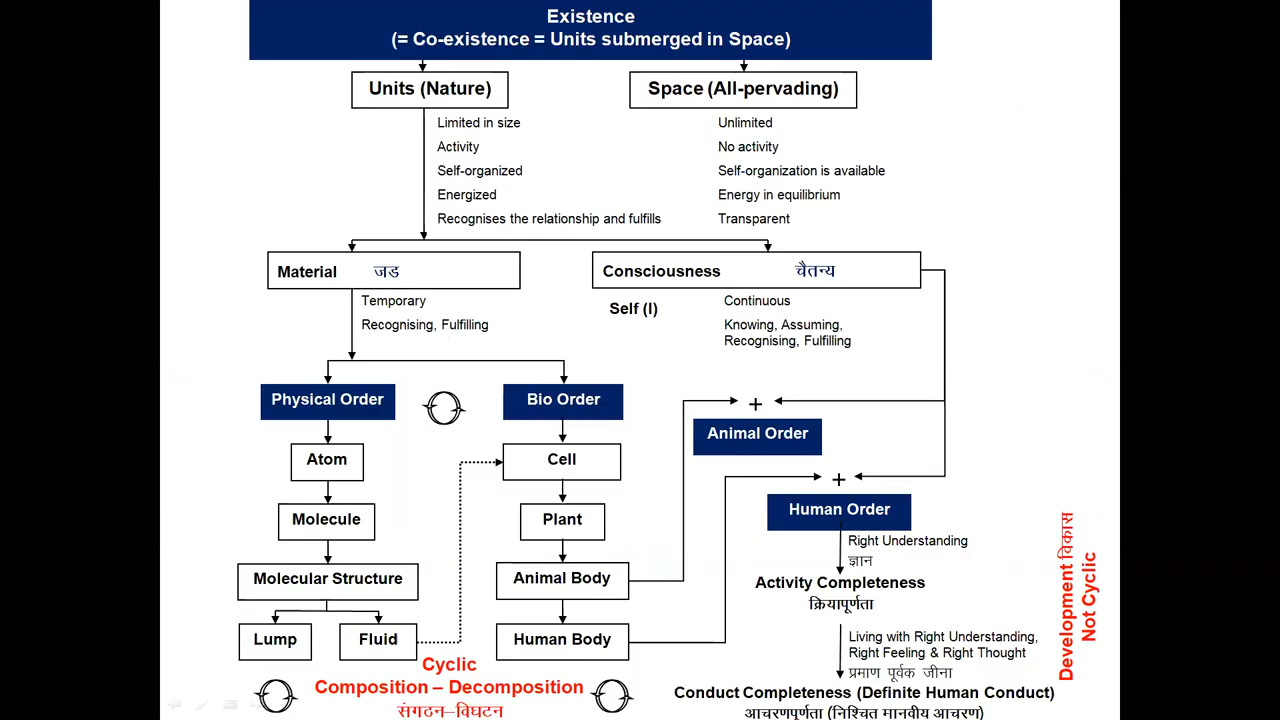 Existence
(= Co-existence = Units submerged in Space)
Units (Nature)
Space (All-pervading)
Limited in size
Activity
Self-organized
Energized
Recognises the relationship and fulfills
Unlimited
No activity
Self-organization is available
Energy in equilibrium
Transparent
Material जड
Consciousness चैतन्य
Temporary
Recognising, Fulfilling
Self (I)
Continuous
Knowing, Assuming,
Recognising, Fulfilling
Physical Order
Bio Order
+
Animal Order
Atom
Cell
+
Human Order
Molecule
Plant
Right Understanding
ज्ञान
Molecular Structure
Animal Body
Activity Completeness
क्रियापूर्णता
Lump
Fluid
Human Body
Living with Right Understanding,
Right Feeling & Right Thought
प्रमाण पूर्वक जीना
Cyclic
Composition – Decomposition
संगठन–विघटन
Conduct Completeness (Definite Human Conduct)
आचरणपूर्णता (निश्चित मानवीय आचरण)
Development विकास
Not Cyclic